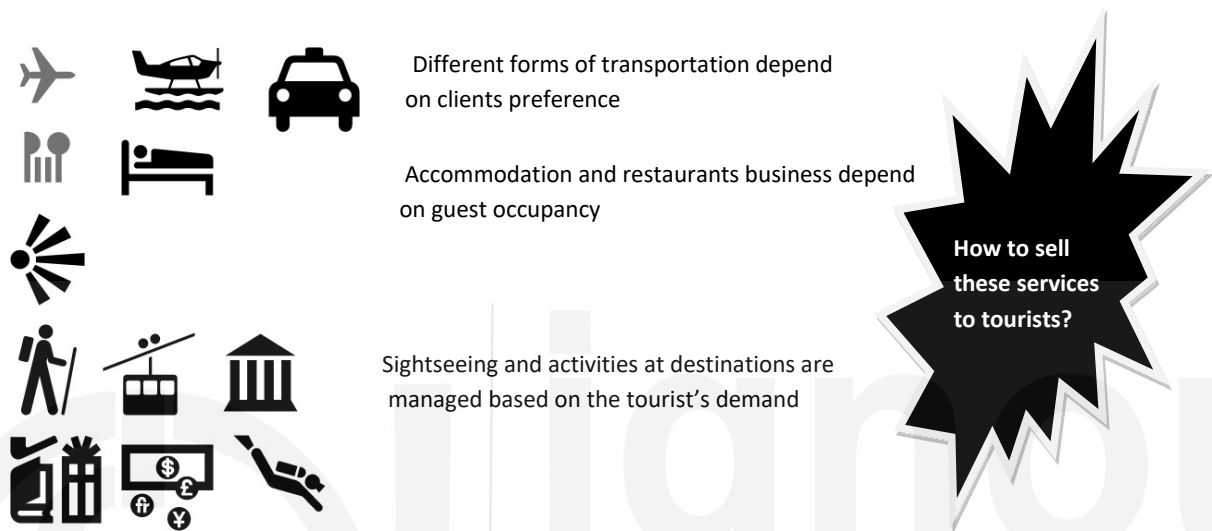 Different forms of transportation depend
on clients preference
Accommodation and restaurants business depend
on guest occupancy
How to sell
these services
to tourists?
Sightseeing and activities at destinations are
managed based on the tourist's demand
$
£
¥
ignou